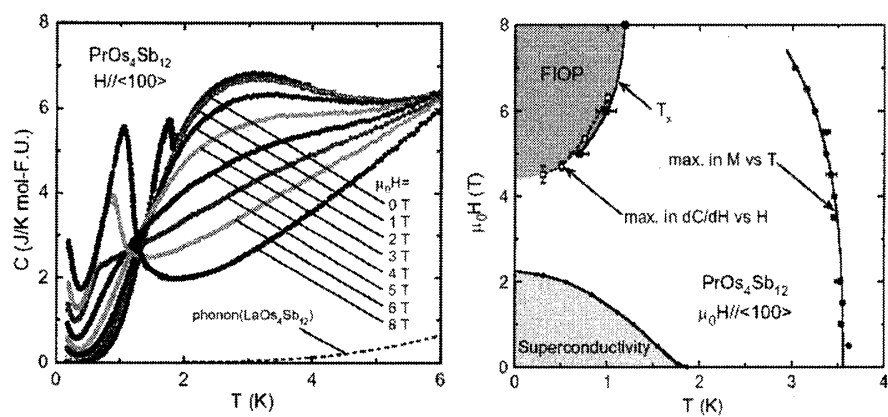 8
6
4
2
0
C (J/K mol-F.U.)
PrOs₄Sb₁₂
H//<100>
μ₀H=
0 T
1 T
2 T
3 T
4 T
5 T
6 T
8 T
phonon(LaOs₄Sb₁₂)
0 2 4 6
T (K)
8
6
4
2
0
μ₀H (T)
FIOP
Tₓ
max. in M vs T
max. in dC/dH vs H
PrOs₄Sb₁₂
μ₀H//<100>
Superconductivity
0 1 2 3 4
T (K)